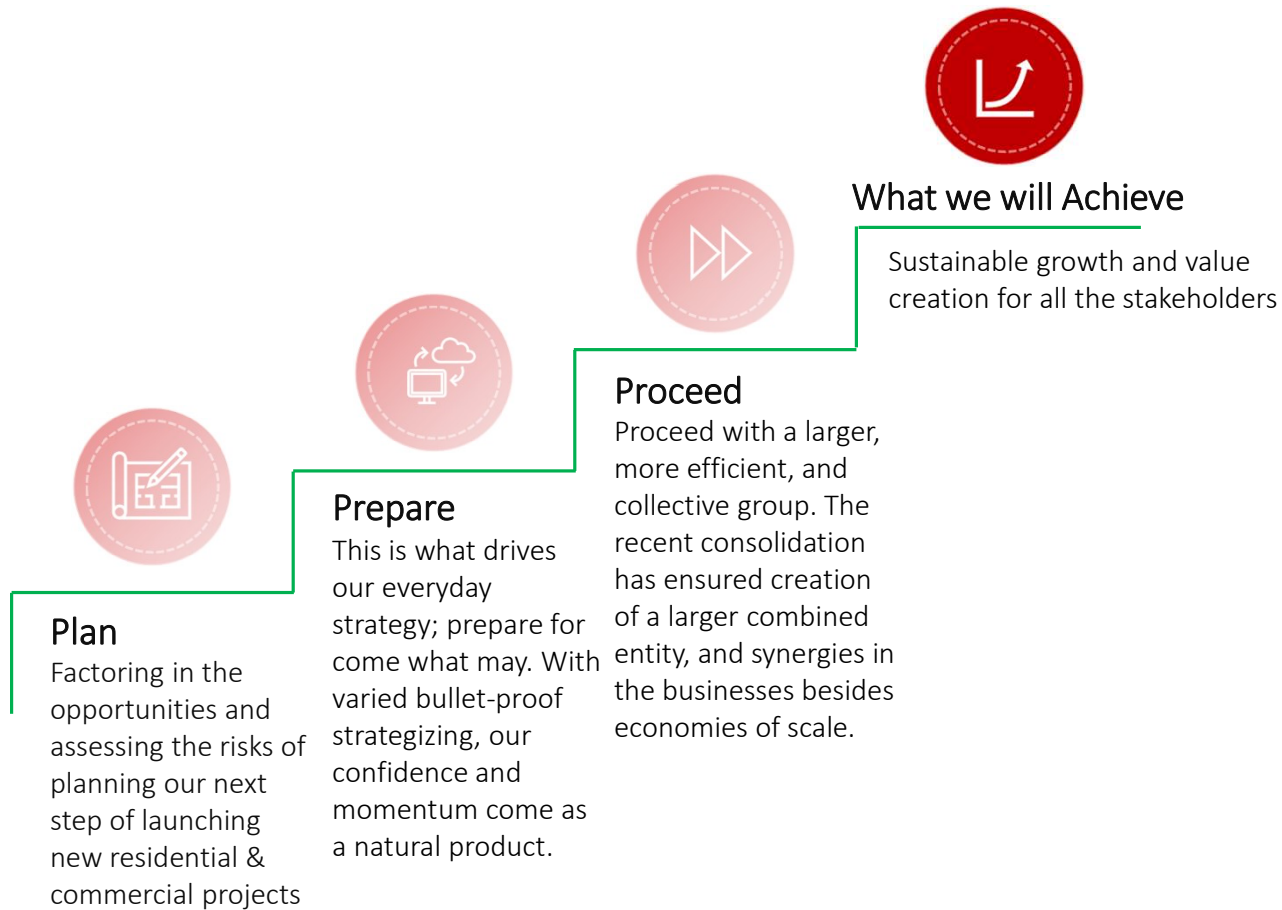 Plan
Factoring in the
opportunities and
assessing the risks of
planning our next
step of launching
new residential &
commercial projects
Prepare
This is what drives
our everyday
strategy; prepare for
come what may. With
varied bullet-proof
strategizing, our
confidence and
momentum come as
a natural product.
Proceed
Proceed with a larger,
more efficient, and
collective group. The
recent consolidation
has ensured creation
of a larger combined
entity, and synergies in
the businesses besides
economies of scale.
What we will Achieve
Sustainable growth and value
creation for all the stakeholders